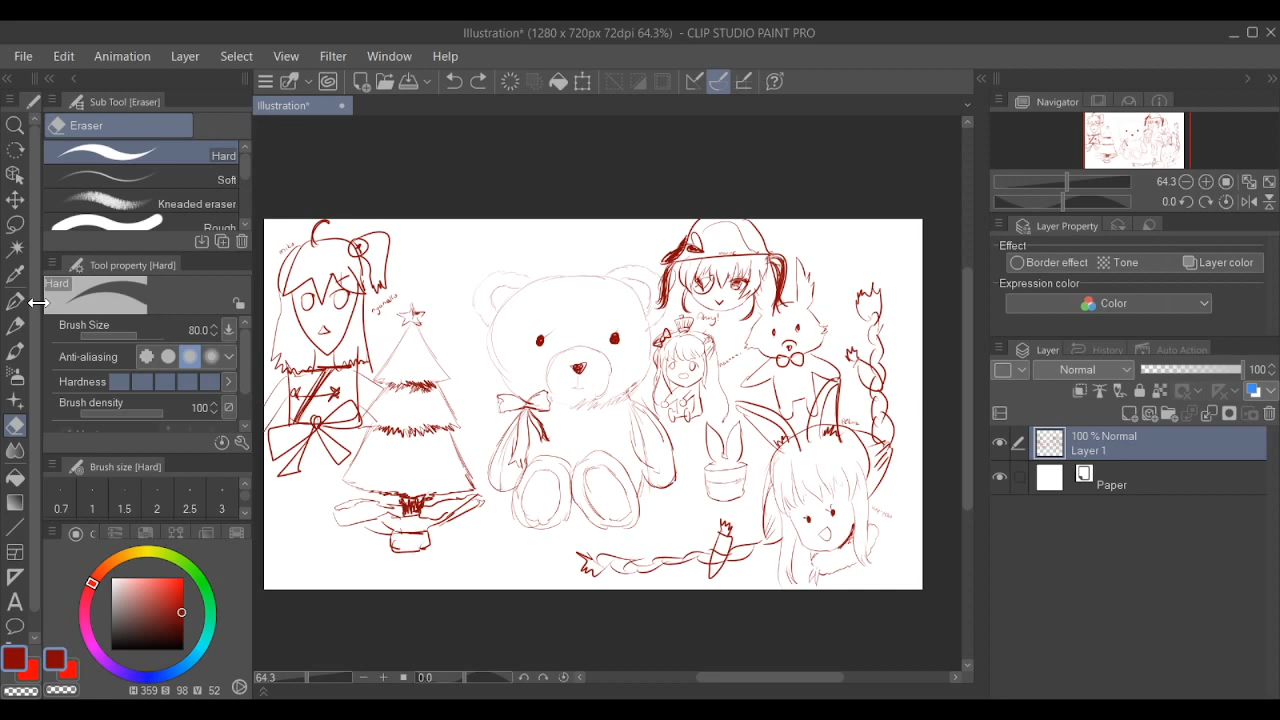 Illustration* (1280 x 720px 72dpi 64.3%) - CLIP STUDIO PAINT PRO
File Edit Animation Layer Select View Filter Window Help
Illustration*
Sub Tool [Eraser]
Eraser
Hard
Soft
Kneaded eraser
Rough
Tool property [Hard]
Hard
Brush Size 80.0
Anti-aliasing
Hardness
Brush density 100
Brush size [Hard]
0.7 1 1.5 2 2.5 3
H 359 S 98 V 52
64.3 0.0
Navigator
64.3
0.0
Layer Property
Effect
Border effect Tone Layer color
Expression color
Color
Layer History Auto Action
Normal 100
100 % Normal
Layer 1
Paper